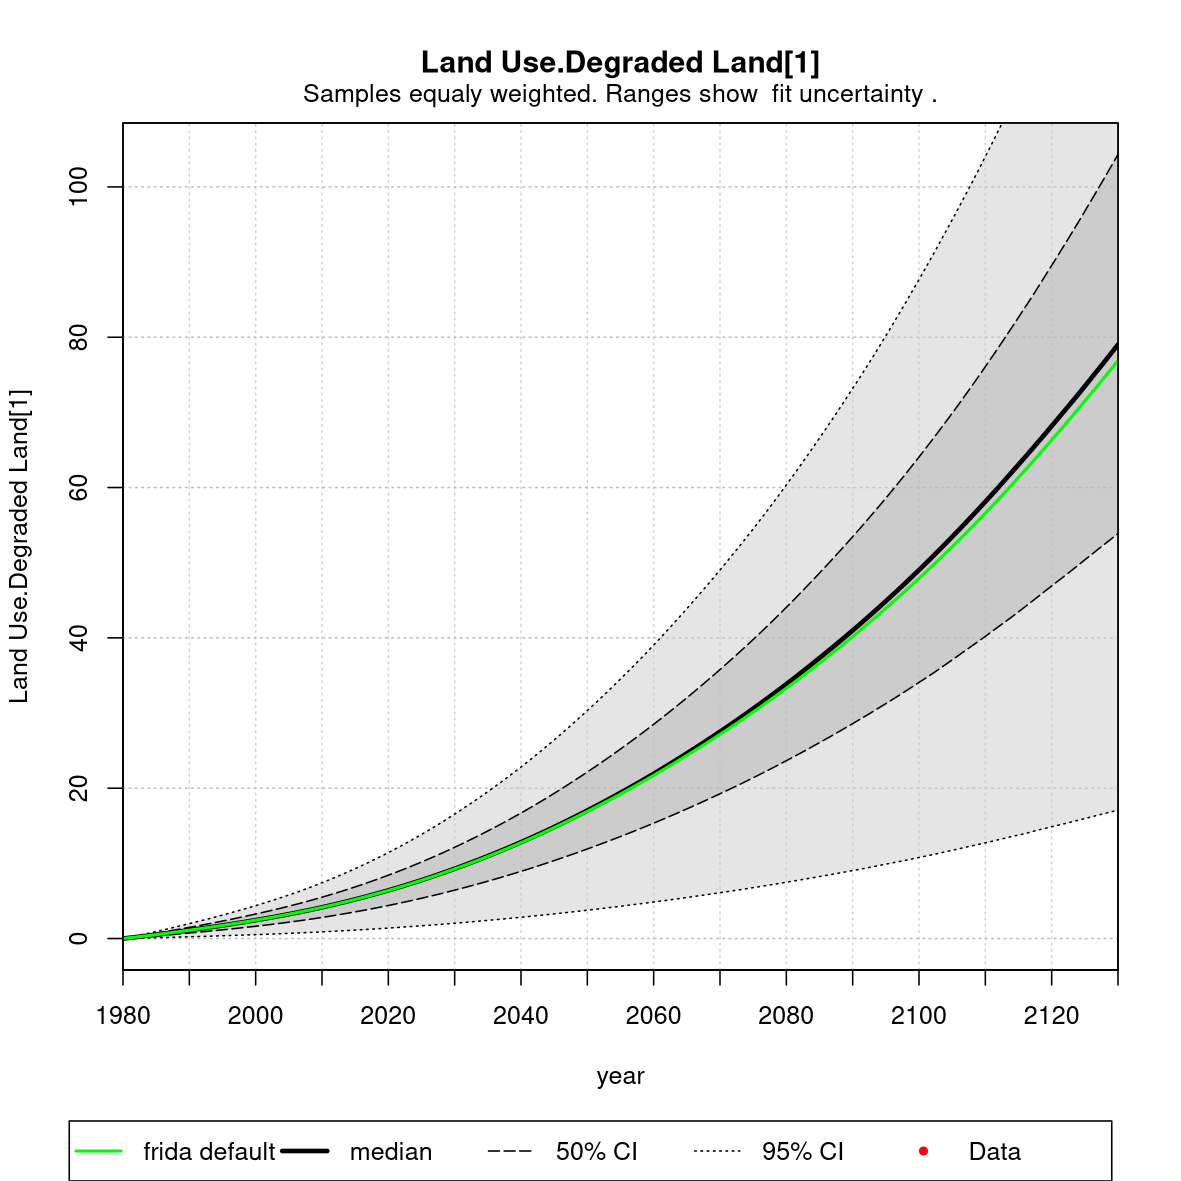 Land Use.Degraded Land[1]
Samples equaly weighted. Ranges show  fit uncertainty .
Land Use.Degraded Land[1]
100
80
60
40
20
0
1980 2000 2020 2040 2060 2080 2100 2120
year
frida default median 50% CI 95% CI Data